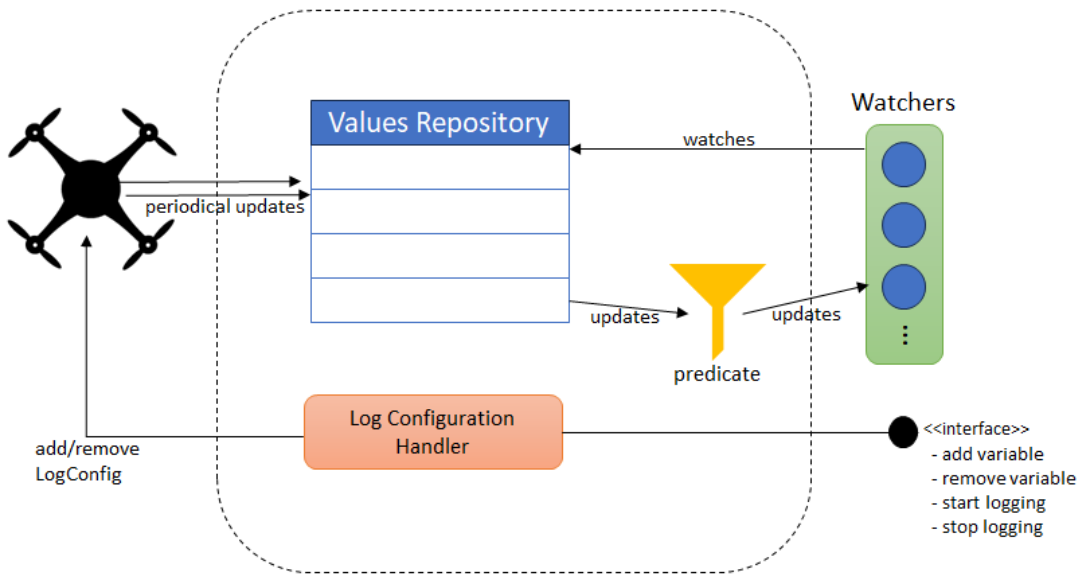 Watchers
Values Repository
watches
periodical updates
updates
updates
predicate
Log Configuration
Handler
add/remove
LogConfig
<<interface>>
- add variable
- remove variable
- start logging
- stop logging